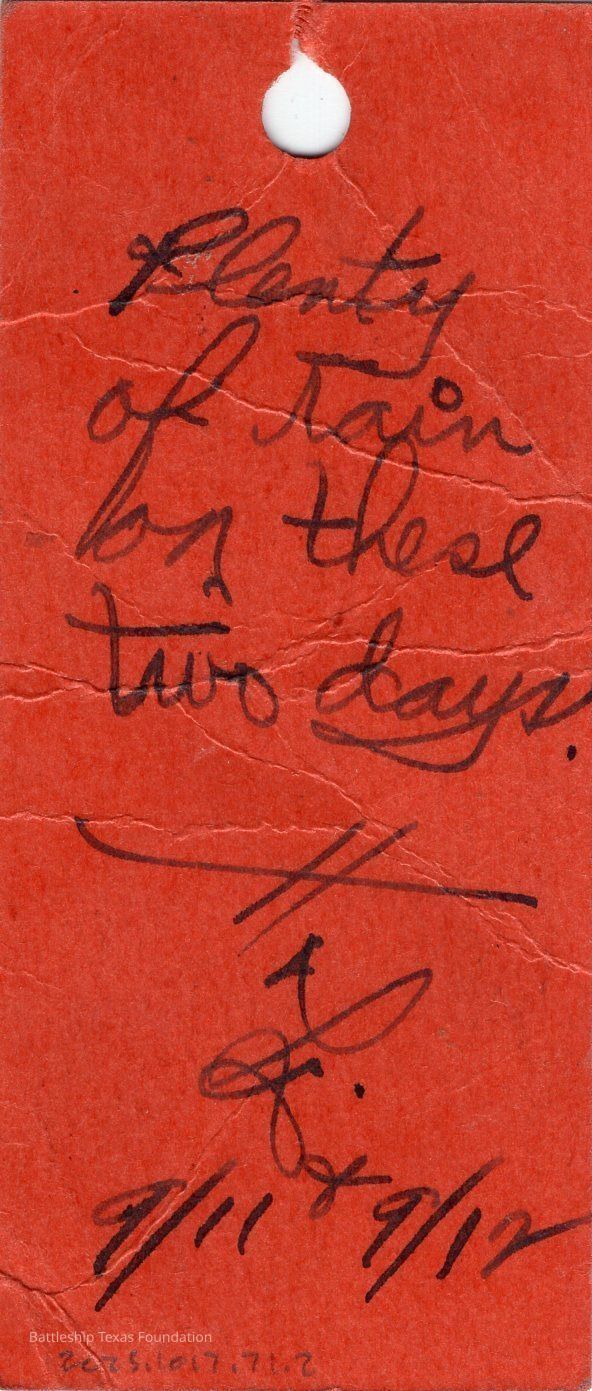 Plenty
of rain
on these
two days.
9/11 & 9/12
Battleship Texas Foundation
2025.1017.71.2